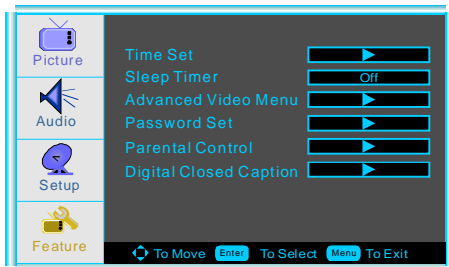 Picture
Audio
Setup
Feature
Time Set
Sleep Timer Off
Advanced Video Menu
Password Set
Parental Control
Digital Closed Caption
To Move Enter To Select Menu To Exit